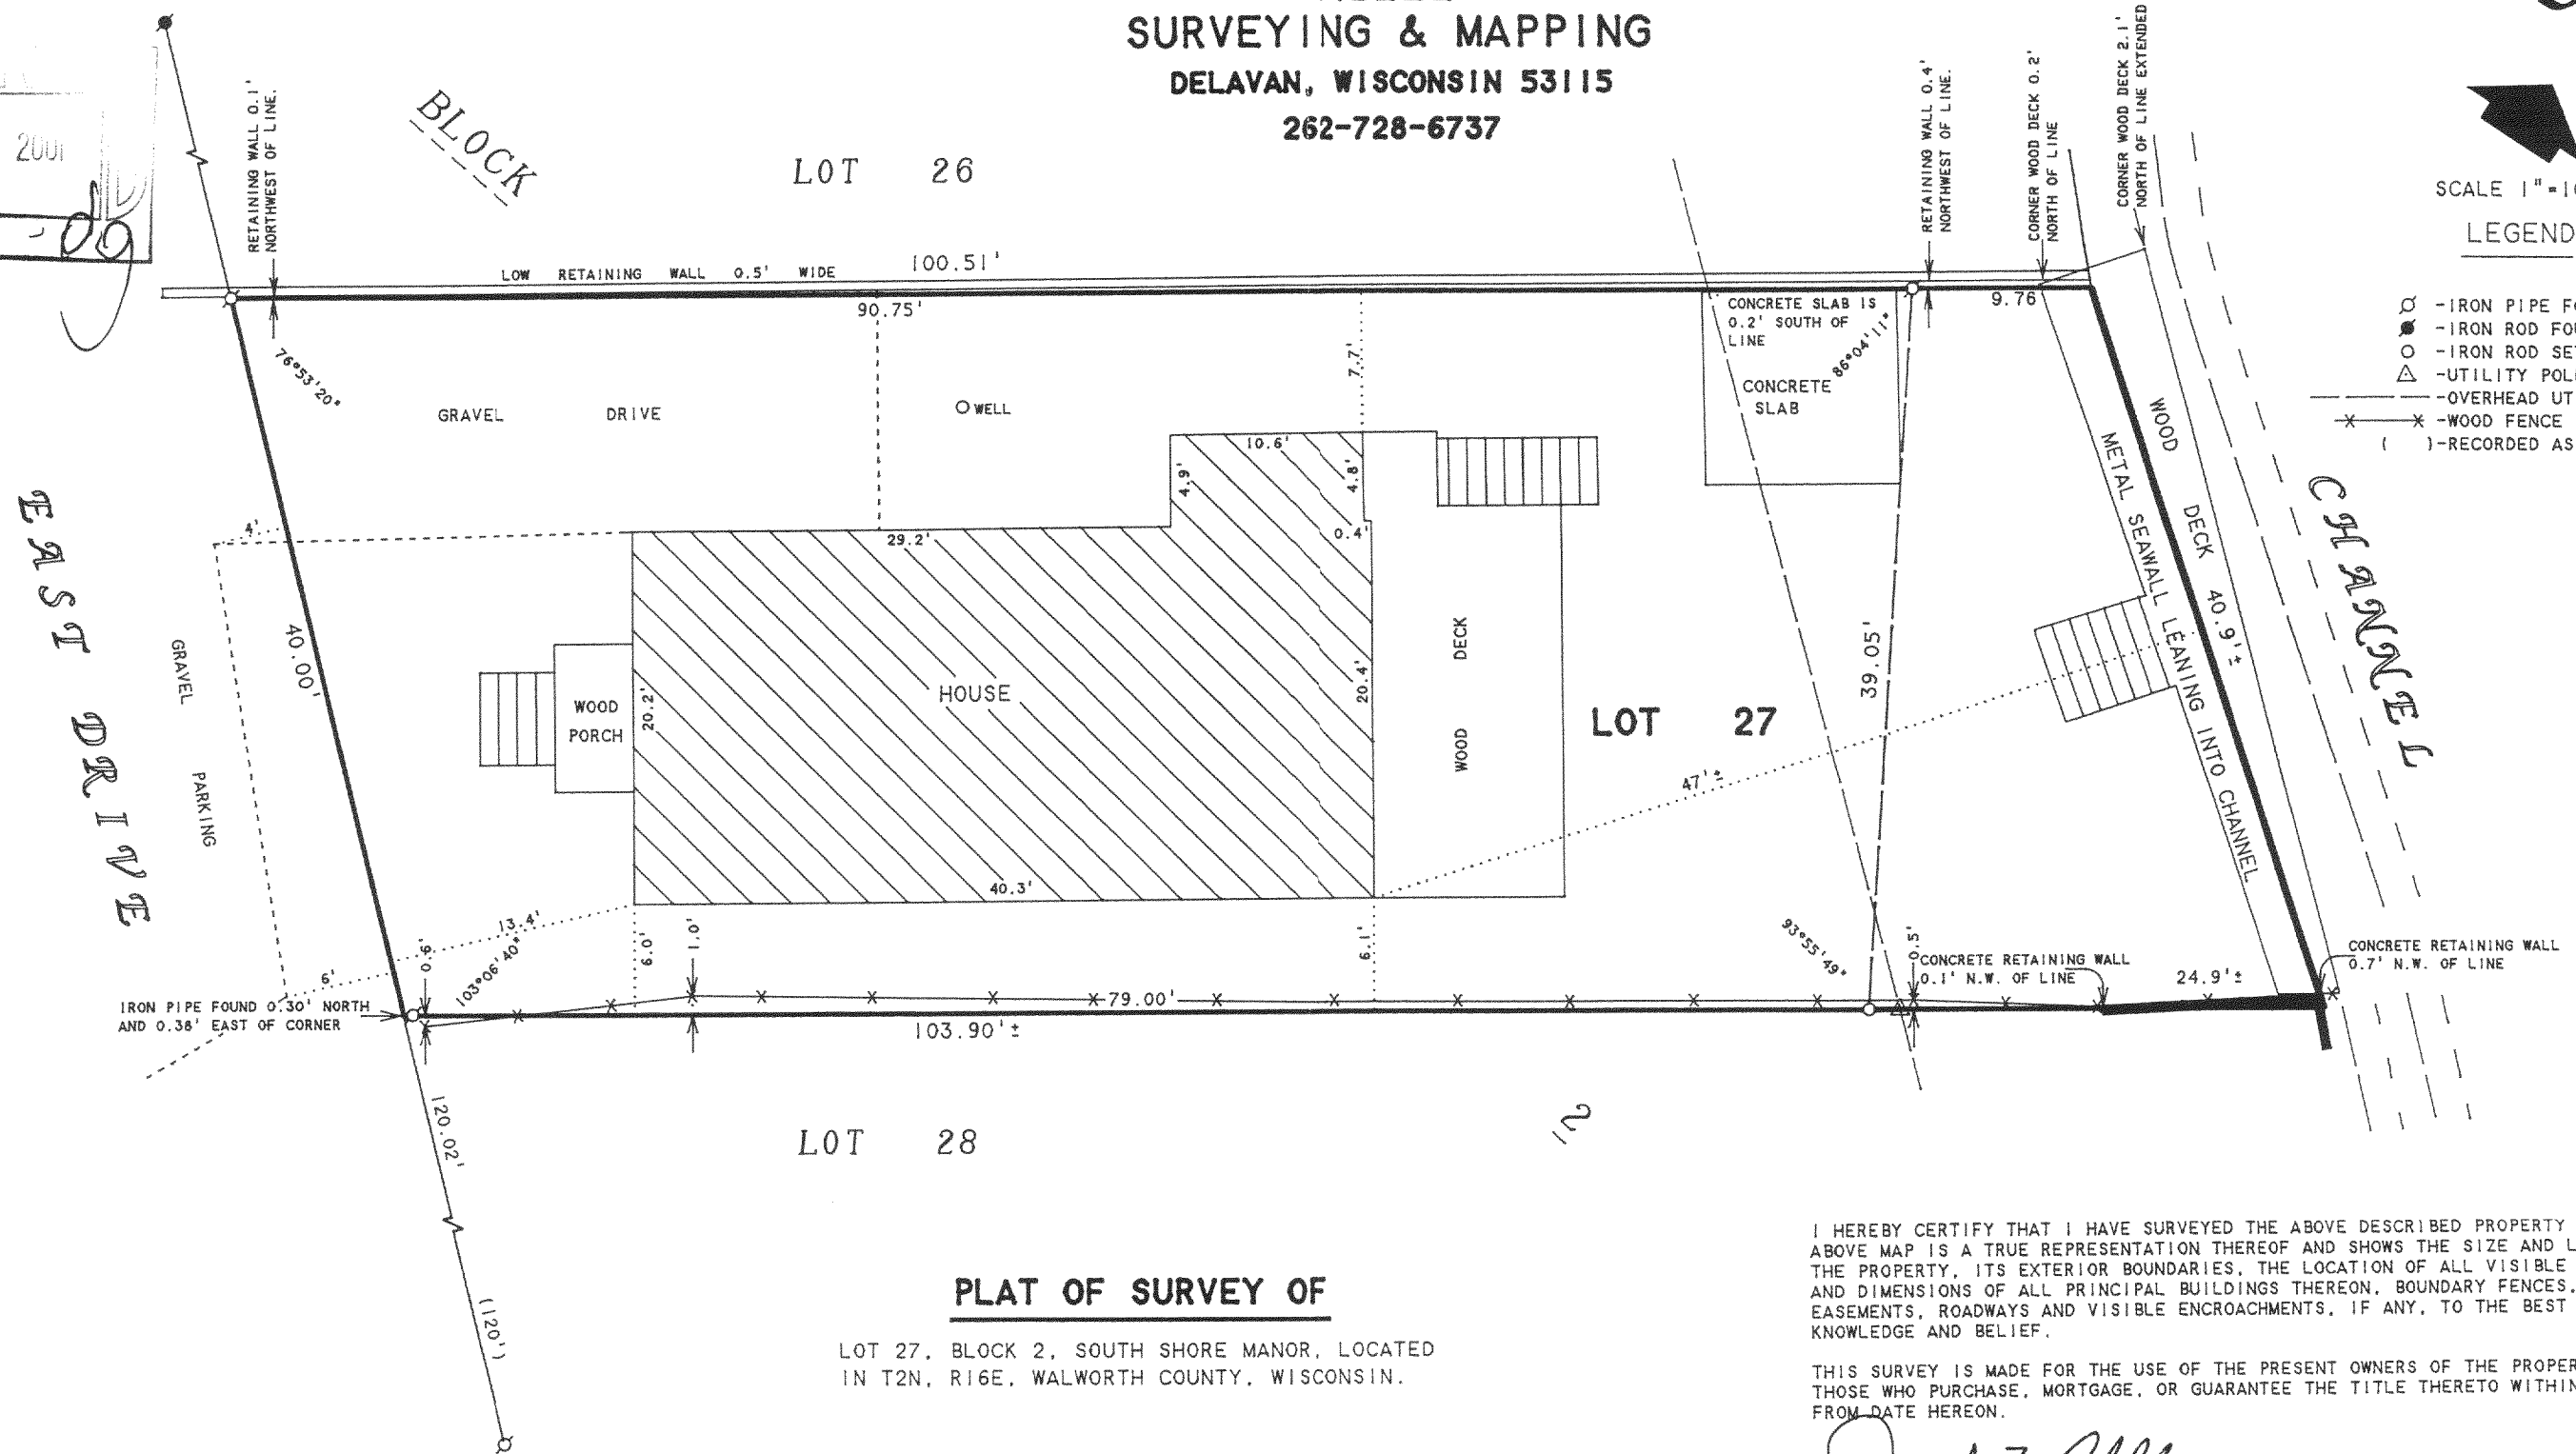 SURVEYING & MAPPING
DELAVAN, WISCONSIN 53115
262-728-6737
2001
BLOCK
LOT 26
RETAINING WALL 0.1'
NORTHWEST OF LINE.
RETAINING WALL 0.4'
NORTHWEST OF LINE.
CORNER WOOD DECK 0.2'
NORTH OF LINE
CORNER WOOD DECK 2.1'
NORTH OF LINE EXTENDED
SCALE 1"=1
LEGEND
-IRON PIPE F
-IRON ROD FO
-IRON ROD SE
-UTILITY POL
-OVERHEAD UT
-WOOD FENCE
( )-RECORDED AS
LOW RETAINING WALL 0.5' WIDE
100.51'
90.75'
9.76
CONCRETE SLAB IS
0.2' SOUTH OF
LINE
86°04'11"
CONCRETE
SLAB
76°53'20"
GRAVEL DRIVE
WELL
7.7'
10.6'
4.9'
4.8'
0.4'
29.2'
4'
EAST DRIVE
GRAVEL PARKING
40.00'
WOOD
PORCH
20.2'
HOUSE
20.4'
WOOD DECK
LOT 27
39.05'
47'±
METAL SEAWALL LEANING INTO CHANNEL
WOOD DECK 40.9'±
CHANNEL
40.3'
13.4'
6'
0.6'
103°06'40"
6.0'
1.0'
6.1'
93°55'49"
0.5'
CONCRETE RETAINING WALL
0.1' N.W. OF LINE
24.9'±
CONCRETE RETAINING WALL
0.7' N.W. OF LINE
IRON PIPE FOUND 0.30' NORTH
AND 0.38' EAST OF CORNER
79.00'
103.90'±
120.02'
(120')
LOT 28
2
PLAT OF SURVEY OF
LOT 27, BLOCK 2, SOUTH SHORE MANOR, LOCATED
IN T2N, R16E, WALWORTH COUNTY, WISCONSIN.
I HEREBY CERTIFY THAT I HAVE SURVEYED THE ABOVE DESCRIBED PROPERTY
ABOVE MAP IS A TRUE REPRESENTATION THEREOF AND SHOWS THE SIZE AND L
THE PROPERTY, ITS EXTERIOR BOUNDARIES, THE LOCATION OF ALL VISIBLE
AND DIMENSIONS OF ALL PRINCIPAL BUILDINGS THEREON, BOUNDARY FENCES,
EASEMENTS, ROADWAYS AND VISIBLE ENCROACHMENTS, IF ANY, TO THE BEST
KNOWLEDGE AND BELIEF.
THIS SURVEY IS MADE FOR THE USE OF THE PRESENT OWNERS OF THE PROPER
THOSE WHO PURCHASE, MORTGAGE, OR GUARANTEE THE TITLE THERETO WITHIN
FROM DATE HEREON.